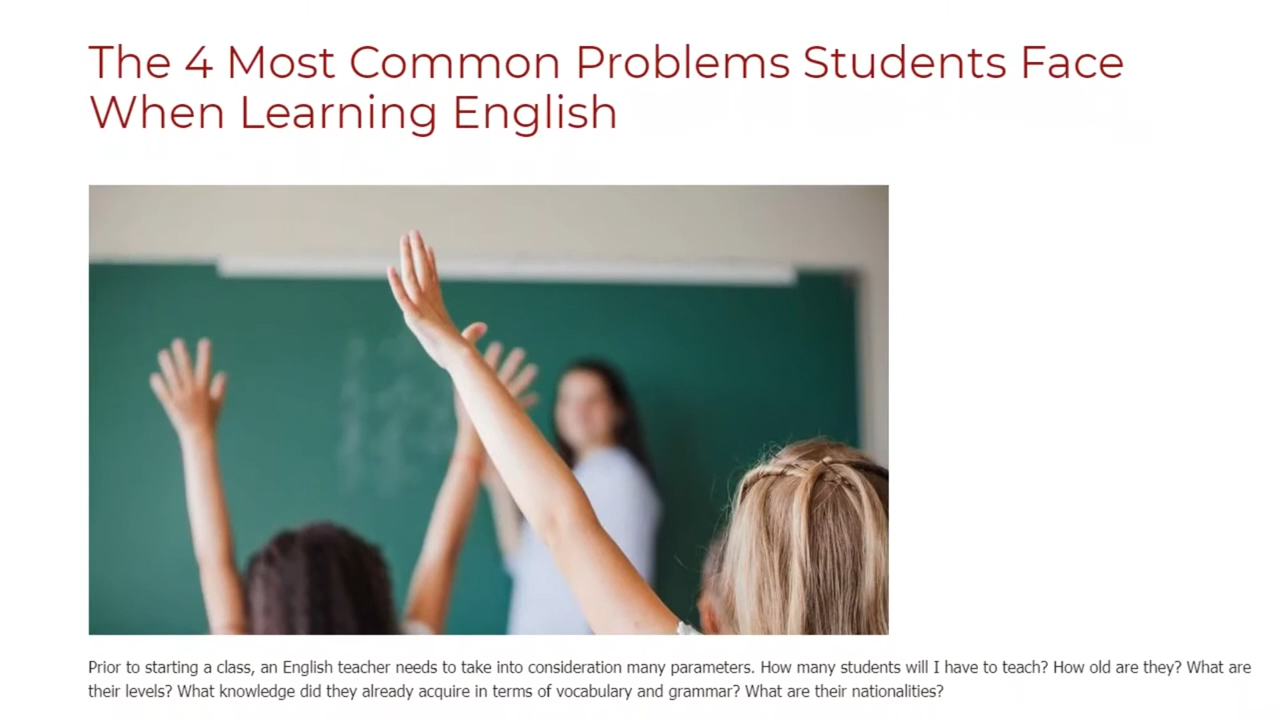 The 4 Most Common Problems Students Face
When Learning English
Prior to starting a class, an English teacher needs to take into consideration many parameters. How many students will I have to teach? How old are they? What are
their levels? What knowledge did they already acquire in terms of vocabulary and grammar? What are their nationalities?